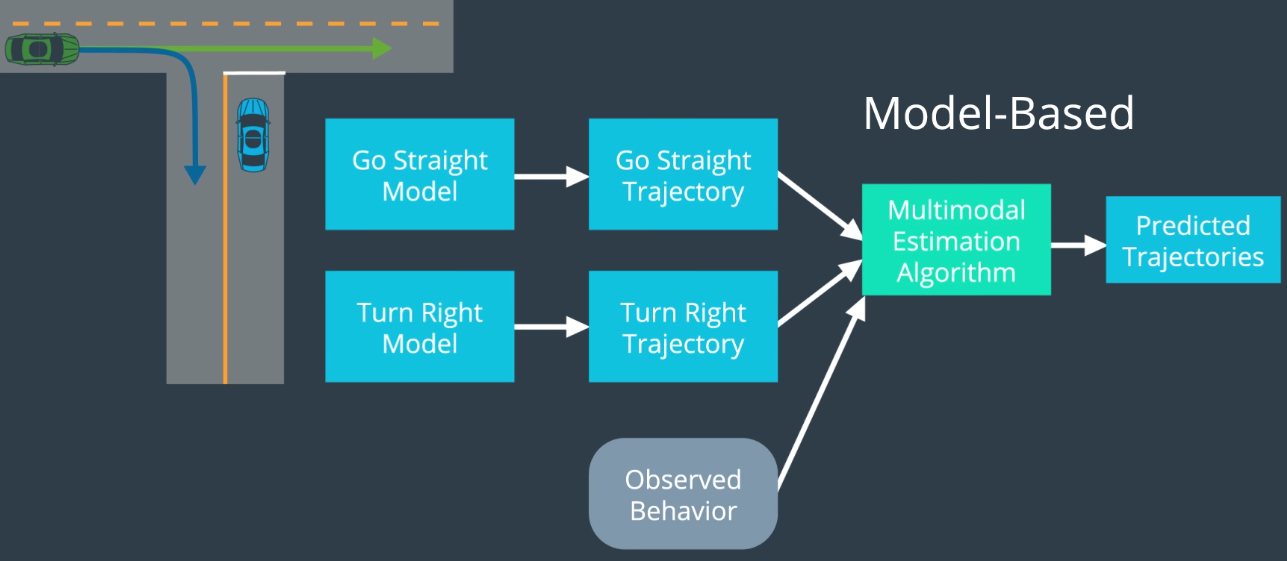 Model-Based
Go Straight
Model
Go Straight
Trajectory
Multimodal
Estimation
Algorithm
Predicted
Trajectories
Turn Right
Model
Turn Right
Trajectory
Observed
Behavior